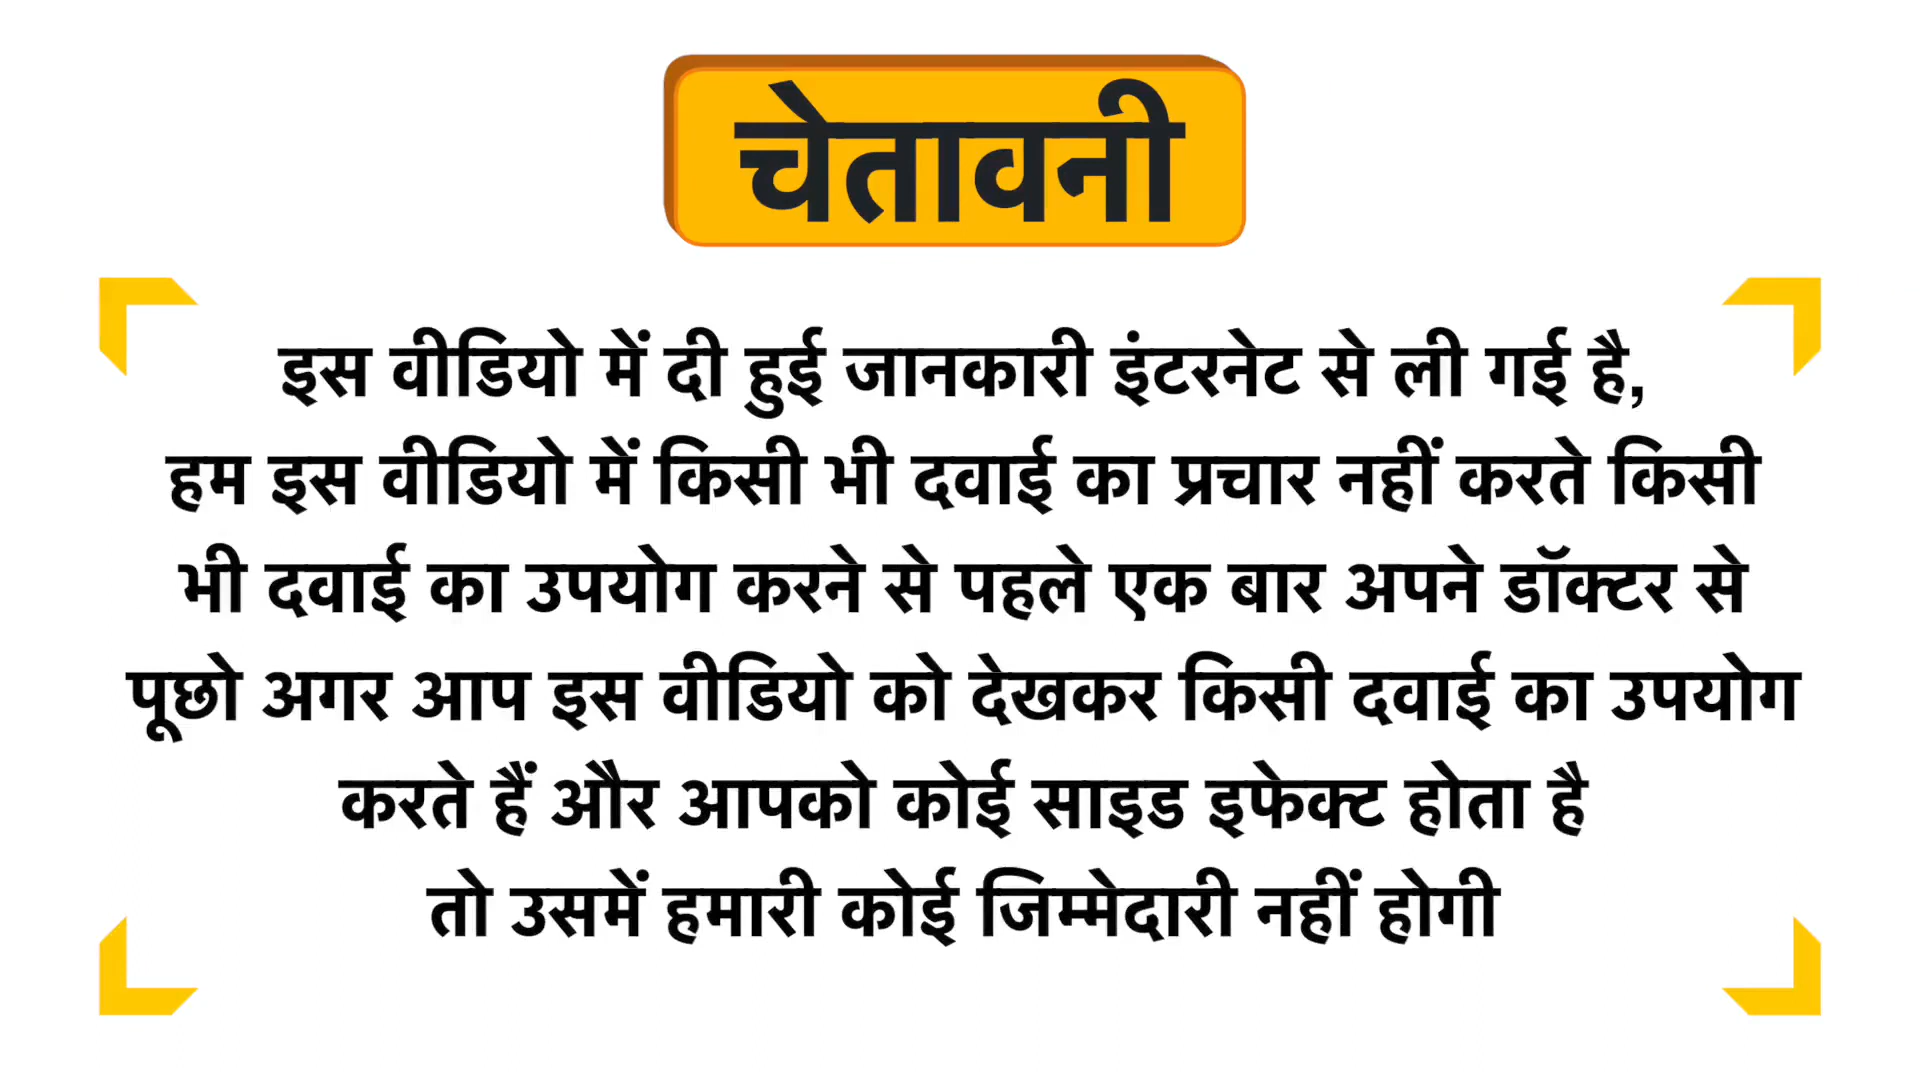 चेतावनी
इस वीडियो में दी हुई जानकारी इंटरनेट से ली गई है,
हम इस वीडियो में किसी भी दवाई का प्रचार नहीं करते किसी
भी दवाई का उपयोग करने से पहले एक बार अपने डॉक्टर से
पूछो अगर आप इस वीडियो को देखकर किसी दवाई का उपयोग
करते हैं और आपको कोई साइड इफेक्ट होता है
तो उसमें हमारी कोई जिम्मेदारी नहीं होगी